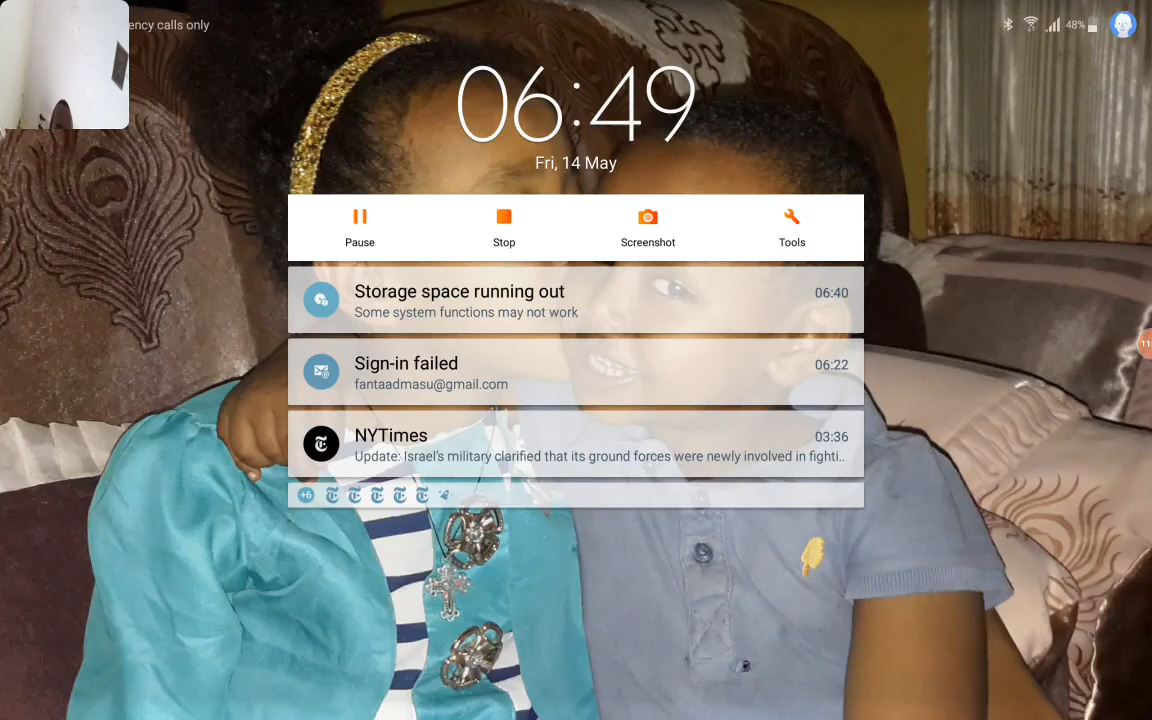 ency calls only
48%
06:49
Fri, 14 May
Pause
Stop
Screenshot
Tools
Storage space running out
06:40
Some system functions may not work
Sign-in failed
06:22
fantaadmasu@gmail.com
NYTimes
03:36
Update: Israel's military clarified that its ground forces were newly involved in fighti..
+6
11: